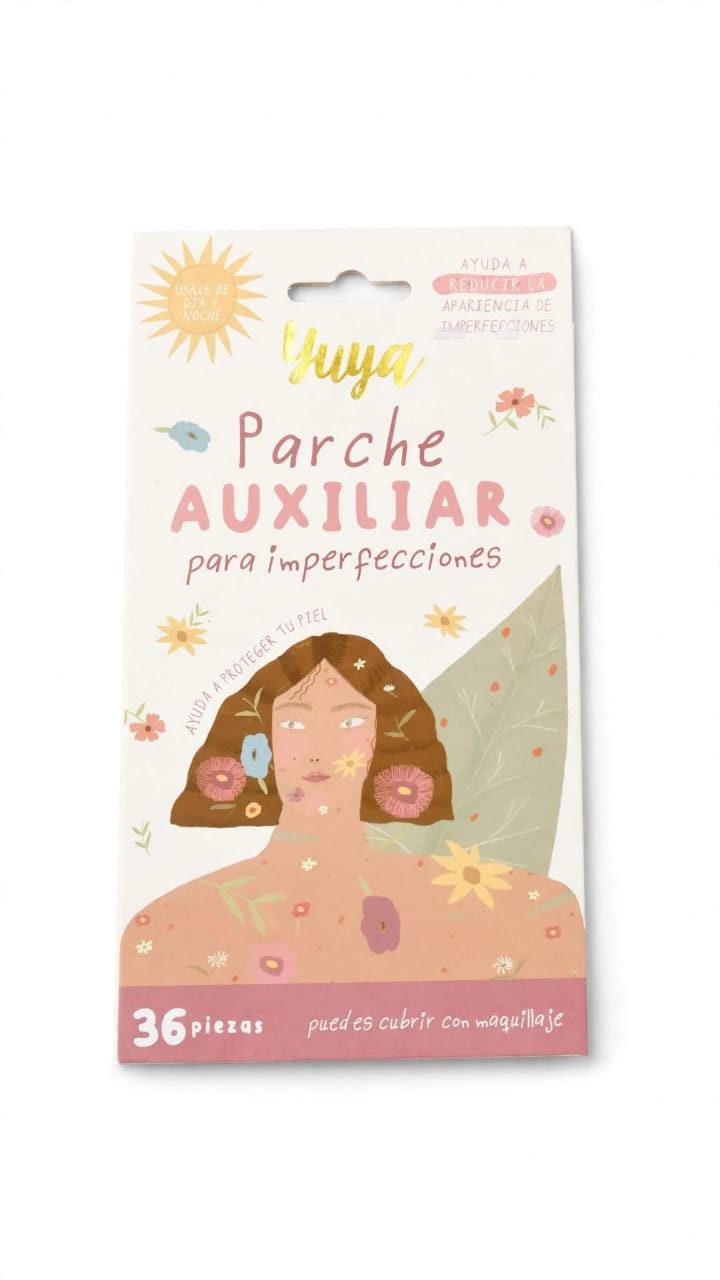 USALE DE
DIA Y
NOCHE
AYUDA A
REDUCIR LA
APARIENCIA DE
IMPERFECCIONES
Yuya
Parche
AUXILIAR
para imperfecciones
AYUDA A PROTEGER TU PIEL
36 piezas
puedes cubrir con maquillaje